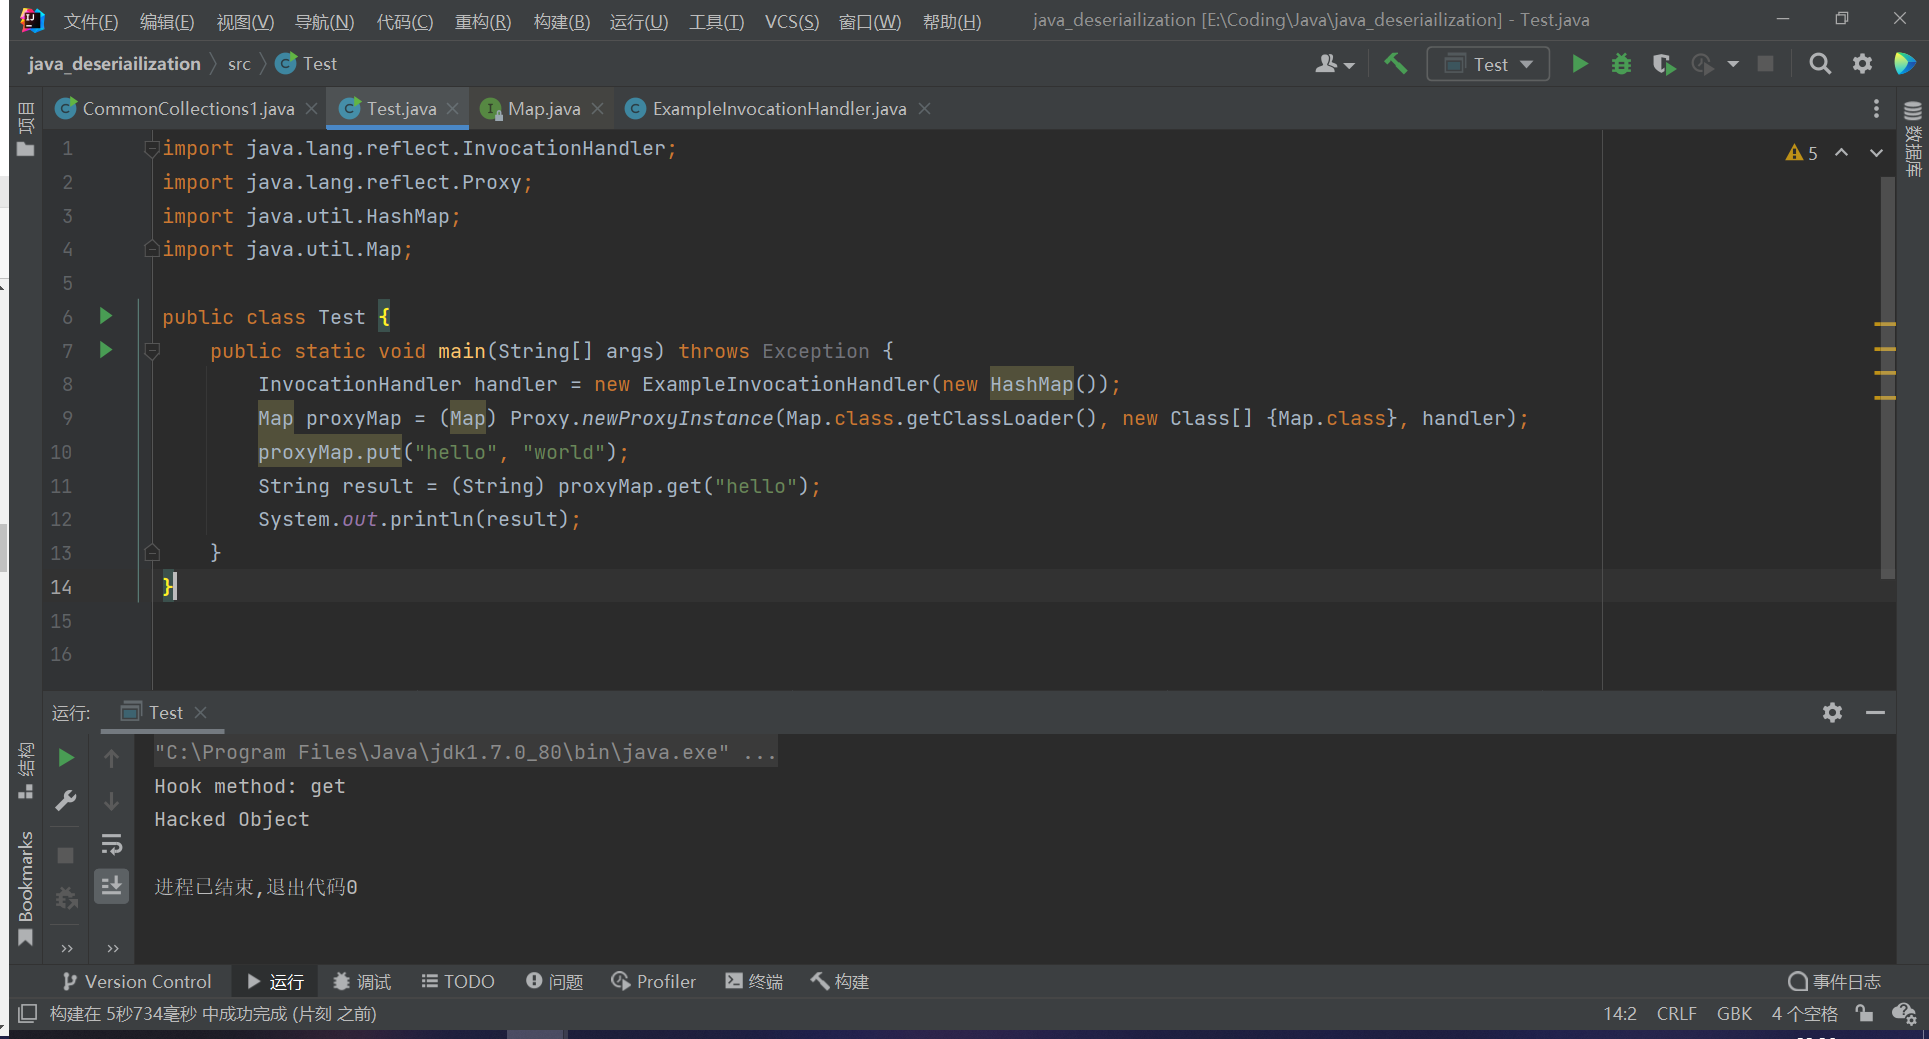 文件(F) 编辑(E) 视图(V) 导航(N) 代码(C) 重构(R) 构建(B) 运行(U) 工具(T) VCS(S) 窗口(W) 帮助(H) java_deseriailization [E:\Coding\Java\java_deseriailization] - Test.java
java_deseriailization src Test
Test
项目
CommonCollections1.java Test.java Map.java ExampleInvocationHandler.java
数据库
5
1 import java.lang.reflect.InvocationHandler;
2 import java.lang.reflect.Proxy;
3 import java.util.HashMap;
4 import java.util.Map;
5
6 public class Test {
7 public static void main(String[] args) throws Exception {
8 InvocationHandler handler = new ExampleInvocationHandler(new HashMap());
9 Map proxyMap = (Map) Proxy.newProxyInstance(Map.class.getClassLoader(), new Class[] {Map.class}, handler);
10 proxyMap.put("hello", "world");
11 String result = (String) proxyMap.get("hello");
12 System.out.println(result);
13 }
14 }
15
16
运行: Test
结构
Bookmarks
"C:\Program Files\Java\jdk1.7.0_80\bin\java.exe" ...
Hook method: get
Hacked Object
进程已结束,退出代码0
Version Control 运行 调试 TODO 问题 Profiler 终端 构建 事件日志
构建在 5秒734毫秒 中成功完成 (片刻 之前) 14:2 CRLF GBK 4 个空格